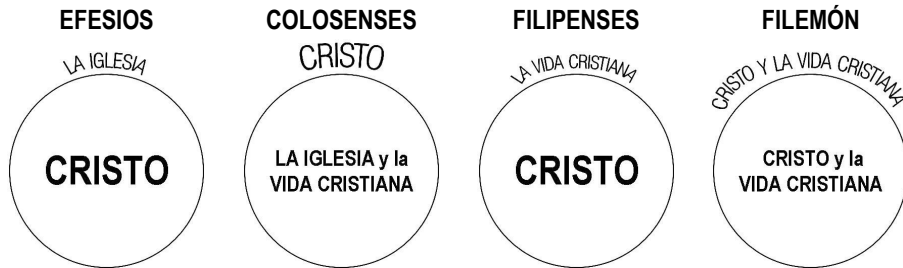 EFESIOS
LA IGLESIA
CRISTO
COLOSENSES
CRISTO
LA IGLESIA y la
VIDA CRISTIANA
FILIPENSES
LA VIDA CRISTIANA
CRISTO
FILEMÓN
CRISTO Y LA VIDA CRISTIANA
CRISTO y la
VIDA CRISTIANA